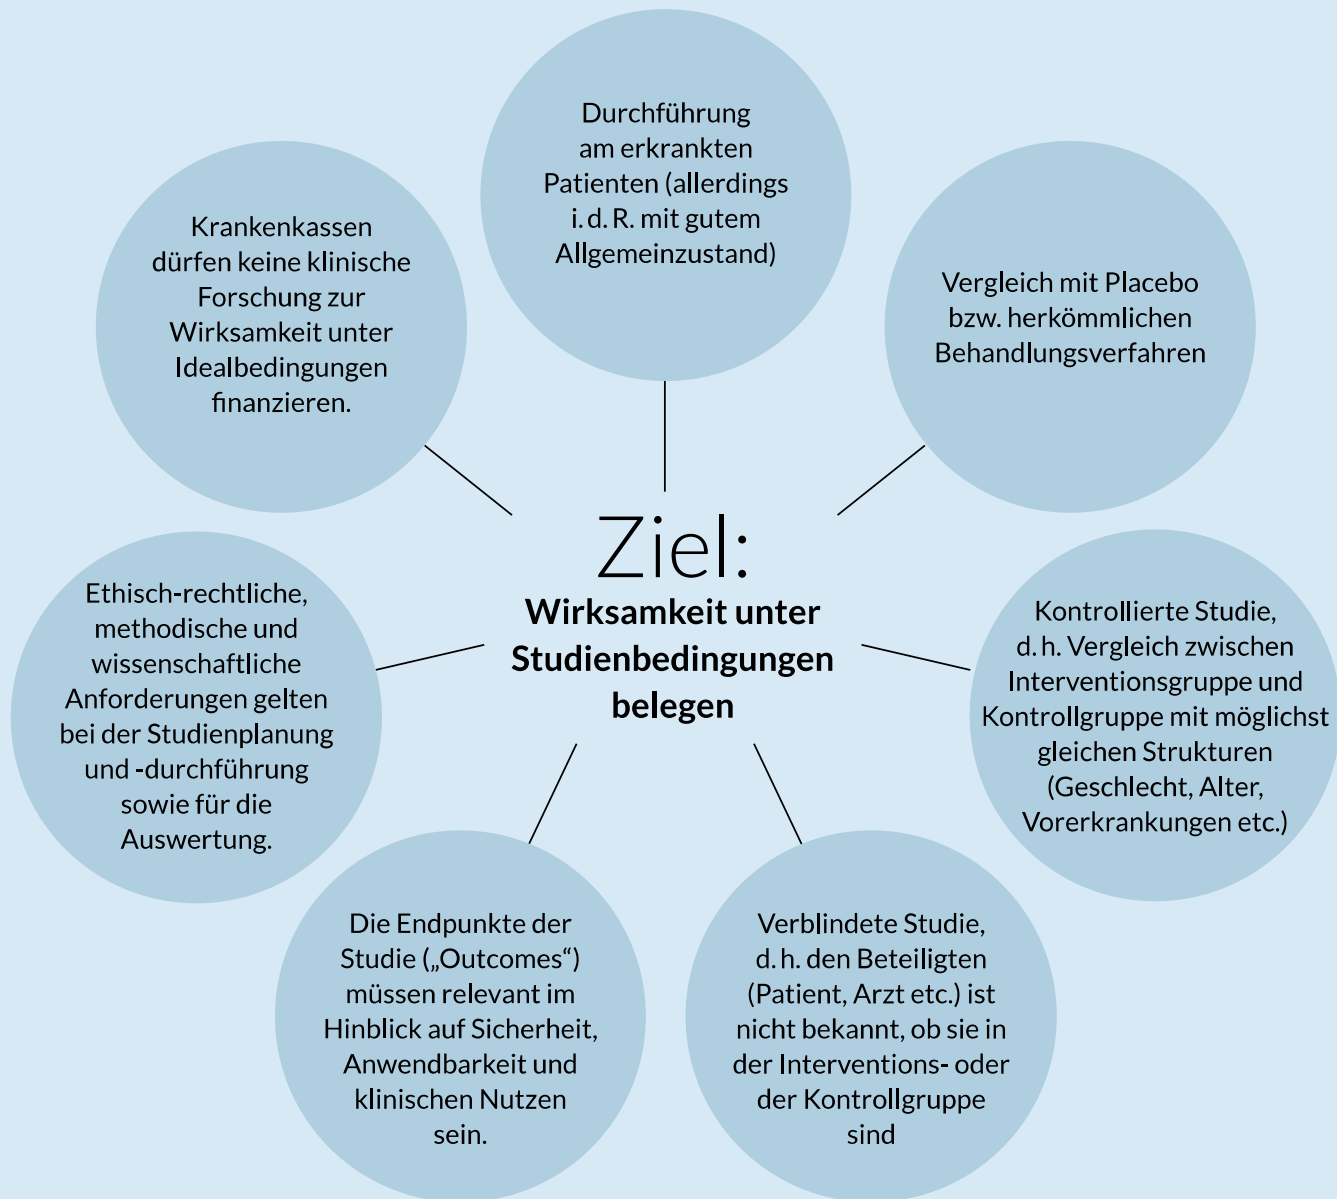 Durchführung
am erkrankten
Patienten (allerdings
i. d. R. mit gutem
Allgemeinzustand)
Krankenkassen
dürfen keine klinische
Forschung zur
Wirksamkeit unter
Idealbedingungen
finanzieren.
Vergleich mit Placebo
bzw. herkömmlichen
Behandlungsverfahren
Ziel:
Wirksamkeit unter
Studienbedingungen
belegen
Ethisch-rechtliche,
methodische und
wissenschaftliche
Anforderungen gelten
bei der Studienplanung
und -durchführung
sowie für die
Auswertung.
Kontrollierte Studie,
d. h. Vergleich zwischen
Interventionsgruppe und
Kontrollgruppe mit möglichst
gleichen Strukturen
(Geschlecht, Alter,
Vorerkrankungen etc.)
Die Endpunkte der
Studie („Outcomes“)
müssen relevant im
Hinblick auf Sicherheit,
Anwendbarkeit und
klinischen Nutzen
sein.
Verblindete Studie,
d. h. den Beteiligten
(Patient, Arzt etc.) ist
nicht bekannt, ob sie in
der Interventions- oder
der Kontrollgruppe
sind